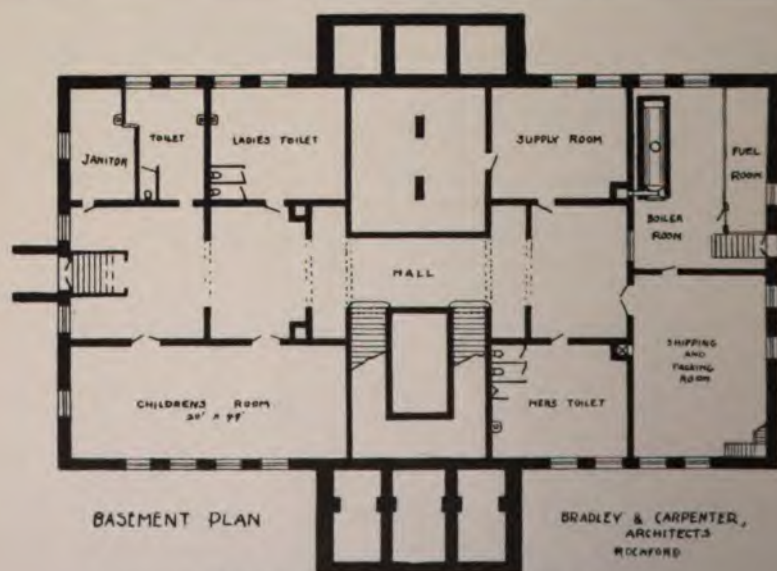 JANITOR
TOILET
LADIES TOILET
SUPPLY ROOM
FUEL
ROOM
BOILER
ROOM
HALL
SHIPPING
AND
PACKING
ROOM
CHILDRENS ROOM
MENS TOILET
BASEMENT PLAN
BRADLEY & CARPENTER,
ARCHITECTS
ROCKFORD